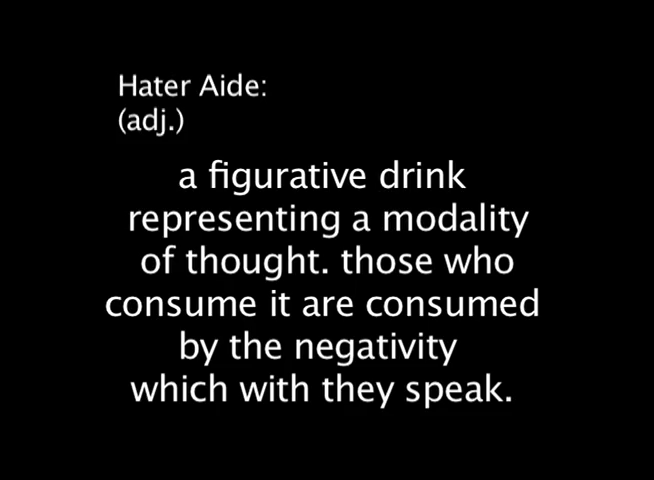 Hater Aide:
(adj.)
a figurative drink
representing a modality
of thought. those who
consume it are consumed
by the negativity
which with they speak.